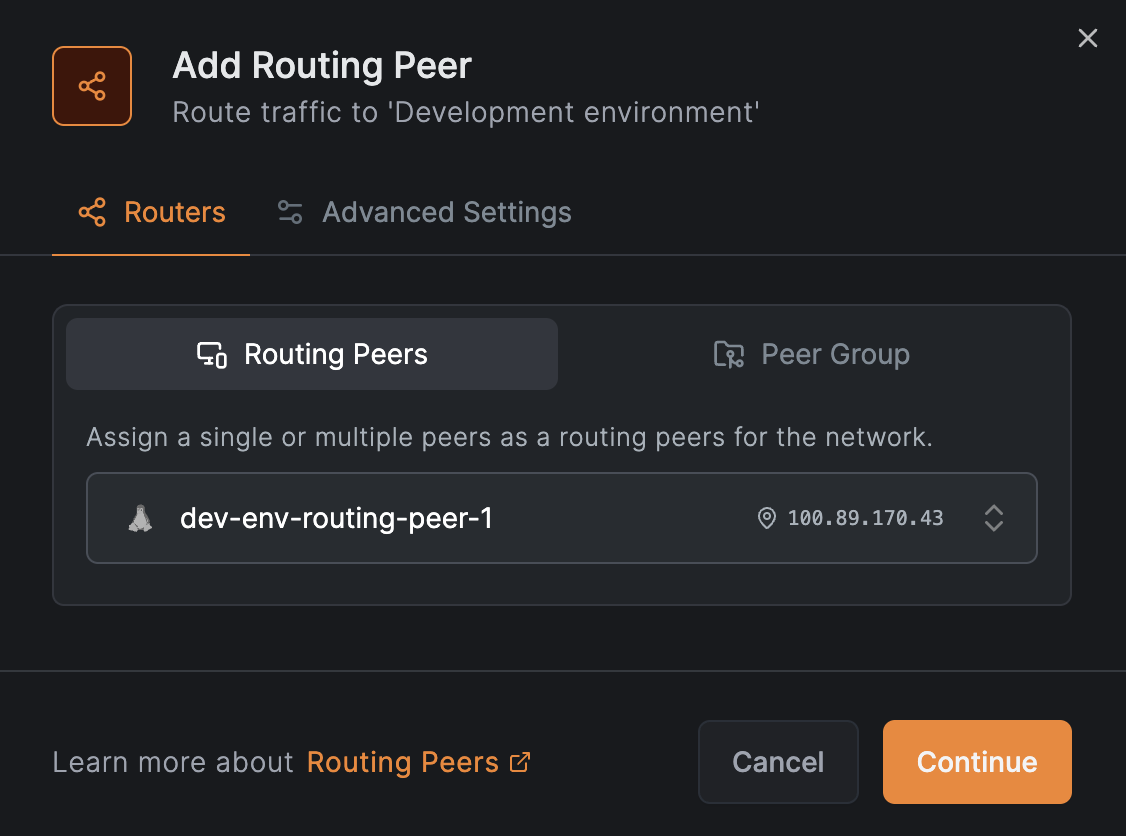 Add Routing Peer
Route traffic to 'Development environment'
Routers
Advanced Settings
Routing Peers
Peer Group
Assign a single or multiple peers as a routing peers for the network.
dev-env-routing-peer-1
100.89.170.43
Learn more about Routing Peers
Cancel
Continue